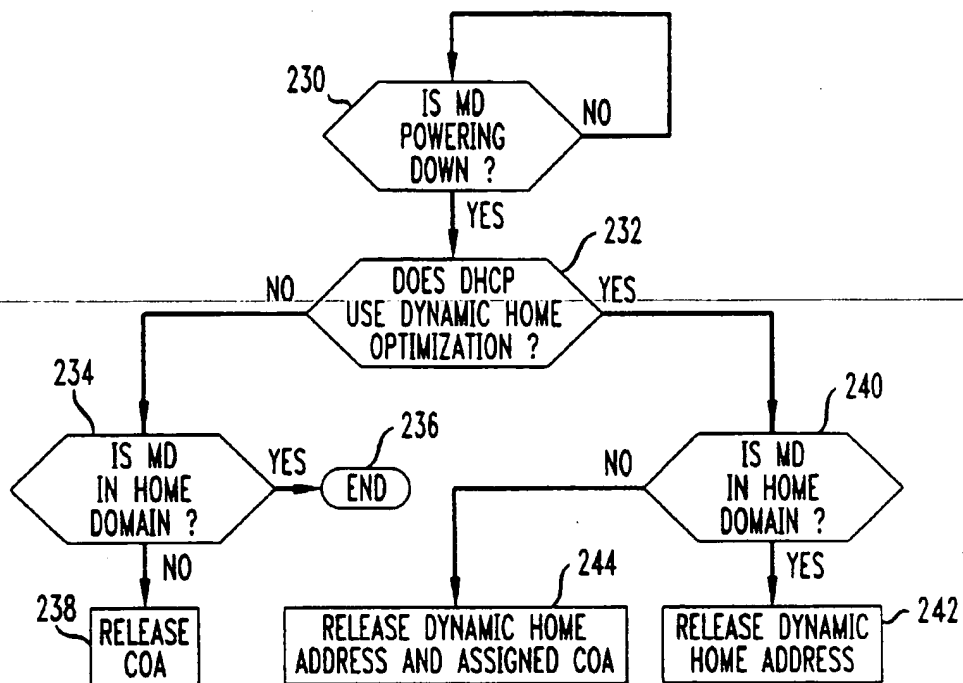 230
IS MD
POWERING
DOWN ?
NO
YES
232
DOES DHCP
USE DYNAMIC HOME
OPTIMIZATION ?
NO
YES
234
IS MD
IN HOME
DOMAIN ?
YES
236
END
NO
238
RELEASE
COA
240
IS MD
IN HOME
DOMAIN ?
NO
YES
244
RELEASE DYNAMIC HOME
ADDRESS AND ASSIGNED COA
242
RELEASE DYNAMIC
HOME ADDRESS